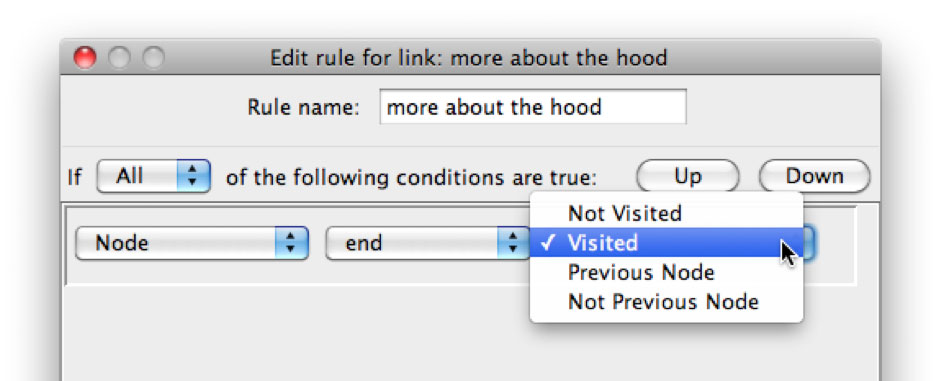 Edit rule for link: more about the hood
Rule name: more about the hood
If All of the following conditions are true: Up Down
Not Visited
Node end ✓ Visited
Previous Node
Not Previous Node